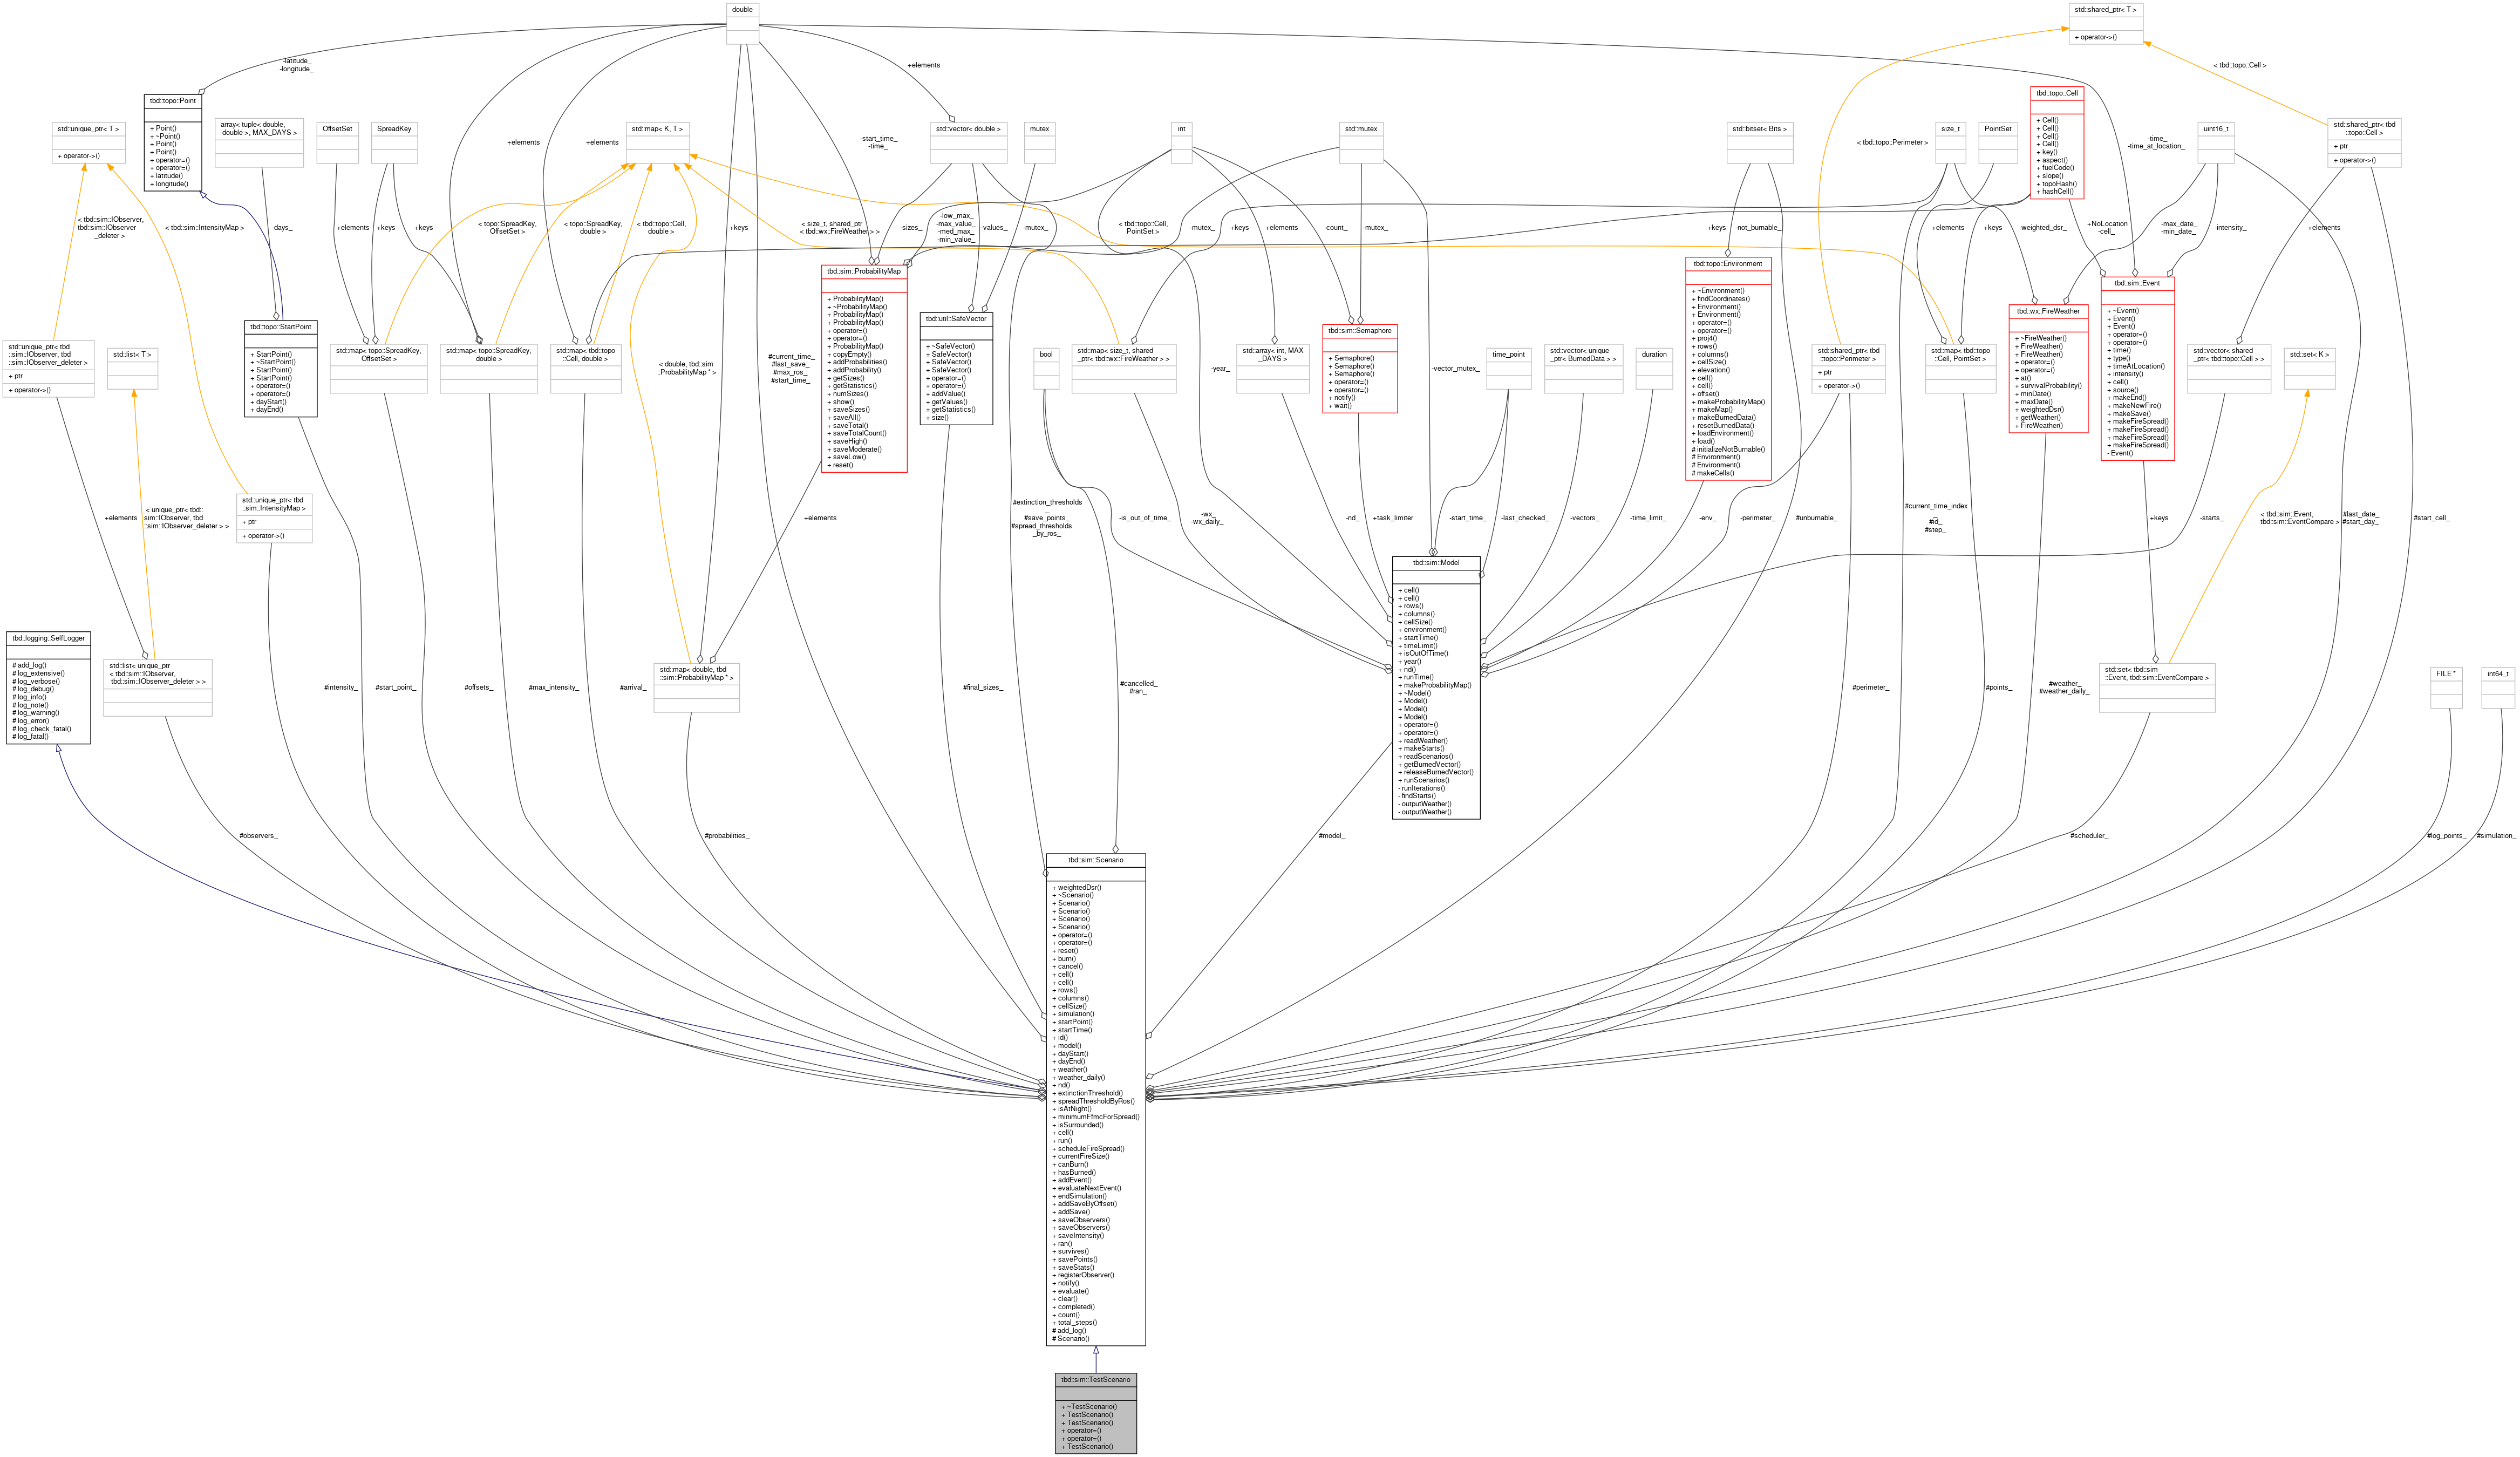 double
std::shared_ptr< T >
+ operator->()
-latitude_
-longitude_
+elements
< tbd::topo::Cell >
tbd::topo::Point
+ Point()
+ ~Point()
+ Point()
+ Point()
+ operator=()
+ operator=()
+ latitude()
+ longitude()
std::unique_ptr< T >
+ operator->()
array< tuple< double,
double >, MAX_DAYS >
OffsetSet
SpreadKey
+elements
+elements
std::map< K, T >
-start_time_
-time_
std::vector< double >
mutex
int
std::mutex
std::bitset< Bits >
< tbd::topo::Perimeter >
size_t
PointSet
tbd::topo::Cell
+ Cell()
+ Cell()
+ Cell()
+ Cell()
+ key()
+ aspect()
+ fuelCode()
+ slope()
+ topoHash()
+ hashCell()
-time_
-time_at_location_
uint16_t
std::shared_ptr< tbd
::topo::Cell >
+ ptr
+ operator->()
< tbd::sim::IObserver,
tbd::sim::IObserver
_deleter >
< tbd::sim::IntensityMap >
-days_
+elements
+keys
+keys
< topo::SpreadKey,
OffsetSet >
< topo::SpreadKey,
double >
< tbd::topo::Cell,
double >
+keys
< size_t, shared_ptr
< tbd::wx::FireWeather > >
-sizes_
-low_max_
-max_value_
-med_max_
-min_value_
-values_
-mutex_
< tbd::topo::Cell,
PointSet >
-mutex_
+keys
+elements
-count_
-mutex_
+keys
-not_burnable_
+elements
+keys
-weighted_dsr_
+NoLocation
-cell_
-max_date_
-min_date_
-intensity_
+elements
tbd::sim::ProbabilityMap
+ ProbabilityMap()
+ ~ProbabilityMap()
+ ProbabilityMap()
+ ProbabilityMap()
+ operator=()
+ operator=()
+ ProbabilityMap()
+ copyEmpty()
+ addProbabilities()
+ addProbability()
+ getSizes()
+ getStatistics()
+ numSizes()
+ show()
+ saveSizes()
+ saveAll()
+ saveTotal()
+ saveTotalCount()
+ saveHigh()
+ saveModerate()
+ saveLow()
+ reset()
tbd::topo::Environment
+ ~Environment()
+ findCoordinates()
+ Environment()
+ Environment()
+ operator=()
+ operator=()
+ proj4()
+ rows()
+ columns()
+ cellSize()
+ elevation()
+ cell()
+ cell()
+ offset()
+ makeProbabilityMap()
+ makeMap()
+ makeBurnedData()
+ resetBurnedData()
+ loadEnvironment()
+ load()
# initializeNotBurnable()
# Environment()
# Environment()
# makeCells()
tbd::sim::Event
+ ~Event()
+ Event()
+ Event()
+ operator=()
+ operator=()
+ time()
+ type()
+ timeAtLocation()
+ intensity()
+ cell()
+ source()
+ makeEnd()
+ makeNewFire()
+ makeSave()
+ makeFireSpread()
+ makeFireSpread()
+ makeFireSpread()
+ makeFireSpread()
- Event()
tbd::wx::FireWeather
+ ~FireWeather()
+ FireWeather()
+ FireWeather()
+ operator=()
+ operator=()
+ at()
+ survivalProbability()
+ minDate()
+ maxDate()
+ weightedDsr()
+ getWeather()
+ FireWeather()
tbd::util::SafeVector
+ ~SafeVector()
+ SafeVector()
+ SafeVector()
+ SafeVector()
+ operator=()
+ operator=()
+ addValue()
+ getValues()
+ getStatistics()
+ size()
tbd::topo::StartPoint
+ StartPoint()
+ ~StartPoint()
+ StartPoint()
+ StartPoint()
+ operator=()
+ operator=()
+ dayStart()
+ dayEnd()
tbd::sim::Semaphore
+ Semaphore()
+ Semaphore()
+ Semaphore()
+ operator=()
+ operator=()
+ notify()
+ wait()
std::unique_ptr< tbd
::sim::IObserver, tbd
::sim::IObserver_deleter >
+ ptr
+ operator->()
std::list< T >
std::map< topo::SpreadKey,
OffsetSet >
std::map< topo::SpreadKey,
double >
std::map< tbd::topo
::Cell, double >
< double, tbd::sim
::ProbabilityMap * >
#current_time_
#last_save_
#max_ros_
#start_time_
bool
std::map< size_t, shared
_ptr< tbd::wx::FireWeather > >
-year_
std::array< int, MAX
_DAYS >
-vector_mutex_
time_point
std::vector< unique
_ptr< BurnedData > >
duration
std::shared_ptr< tbd
::topo::Perimeter >
+ ptr
+ operator->()
std::map< tbd::topo
::Cell, PointSet >
std::vector< shared
_ptr< tbd::topo::Cell > >
std::set< K >
std::unique_ptr< tbd
::sim::IntensityMap >
+ ptr
+ operator->()
+elements
< unique_ptr< tbd::
sim::IObserver, tbd
::sim::IObserver_deleter > >
+elements
#extinction_thresholds
_
#save_points_
#spread_thresholds
_by_ros_
-is_out_of_time_
-wx_
-wx_daily_
-nd_
+task_limiter
-start_time_
-last_checked_
-vectors_
-time_limit_
-env_
-perimeter_
#unburnable_
#current_time_index
_
#id_
#step_
-starts_
+keys
< tbd::sim::Event,
tbd::sim::EventCompare >
#last_date_
#start_day_
#start_cell_
tbd::sim::Model
+ cell()
+ cell()
+ rows()
+ columns()
+ cellSize()
+ environment()
+ startTime()
+ timeLimit()
+ isOutOfTime()
+ year()
+ nd()
+ runTime()
+ makeProbabilityMap()
+ ~Model()
+ Model()
+ Model()
+ Model()
+ operator=()
+ operator=()
+ readWeather()
+ makeStarts()
+ readScenarios()
+ getBurnedVector()
+ releaseBurnedVector()
+ runScenarios()
- runIterations()
- findStarts()
- outputWeather()
- outputWeather()
tbd::logging::SelfLogger
# add_log()
# log_extensive()
# log_verbose()
# log_debug()
# log_info()
# log_note()
# log_warning()
# log_error()
# log_check_fatal()
# log_fatal()
std::list< unique_ptr
< tbd::sim::IObserver,
tbd::sim::IObserver_deleter > >
std::map< double, tbd
::sim::ProbabilityMap * >
#intensity_
#start_point_
#offsets_
#max_intensity_
#arrival_
#final_sizes_
#cancelled_
#ran_
#perimeter_
#points_
#weather_
#weather_daily_
std::set< tbd::sim
::Event, tbd::sim::EventCompare >
FILE *
int64_t
#observers_
#probabilities_
#model_
#scheduler_
#log_points_
#simulation_
tbd::sim::Scenario
+ weightedDsr()
+ ~Scenario()
+ Scenario()
+ Scenario()
+ Scenario()
+ Scenario()
+ operator=()
+ operator=()
+ reset()
+ burn()
+ cancel()
+ cell()
+ cell()
+ rows()
+ columns()
+ cellSize()
+ simulation()
+ startPoint()
+ startTime()
+ id()
+ model()
+ dayStart()
+ dayEnd()
+ weather()
+ weather_daily()
+ nd()
+ extinctionThreshold()
+ spreadThresholdByRos()
+ isAtNight()
+ minimumFfmcForSpread()
+ isSurrounded()
+ cell()
+ run()
+ scheduleFireSpread()
+ currentFireSize()
+ canBurn()
+ hasBurned()
+ addEvent()
+ evaluateNextEvent()
+ endSimulation()
+ addSaveByOffset()
+ addSave()
+ saveObservers()
+ saveObservers()
+ saveIntensity()
+ ran()
+ survives()
+ savePoints()
+ saveStats()
+ registerObserver()
+ notify()
+ evaluate()
+ clear()
+ completed()
+ count()
+ total_steps()
# add_log()
# Scenario()
tbd::sim::TestScenario
+ ~TestScenario()
+ TestScenario()
+ TestScenario()
+ operator=()
+ operator=()
+ TestScenario()